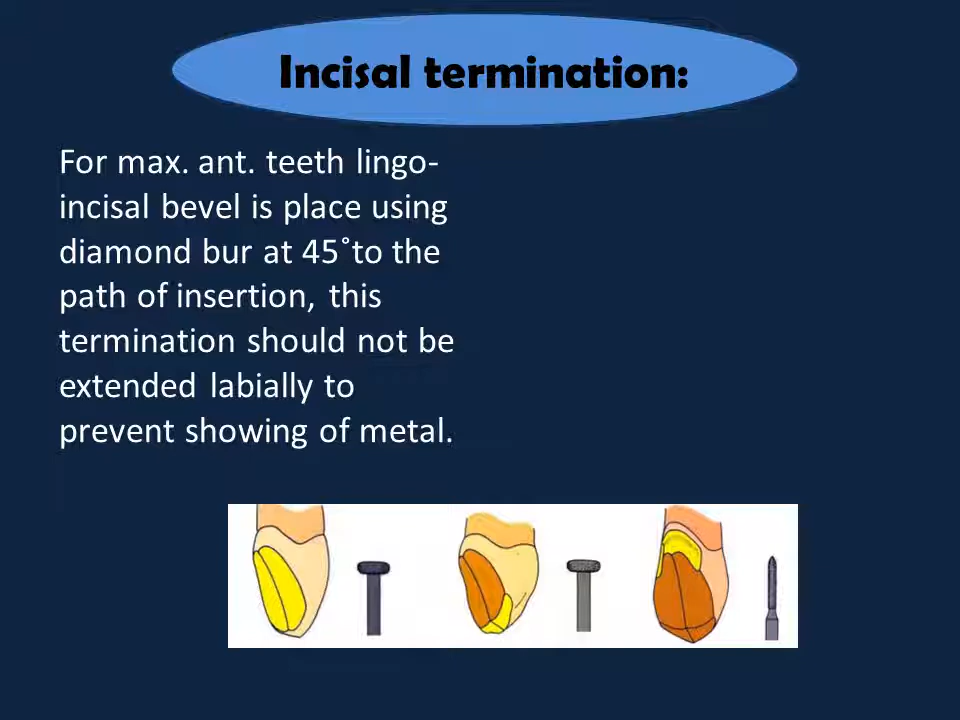 Incisal termination:
For max. ant. teeth lingo-
incisal bevel is place using
diamond bur at 45˚to the
path of insertion, this
termination should not be
extended labially to
prevent showing of metal.